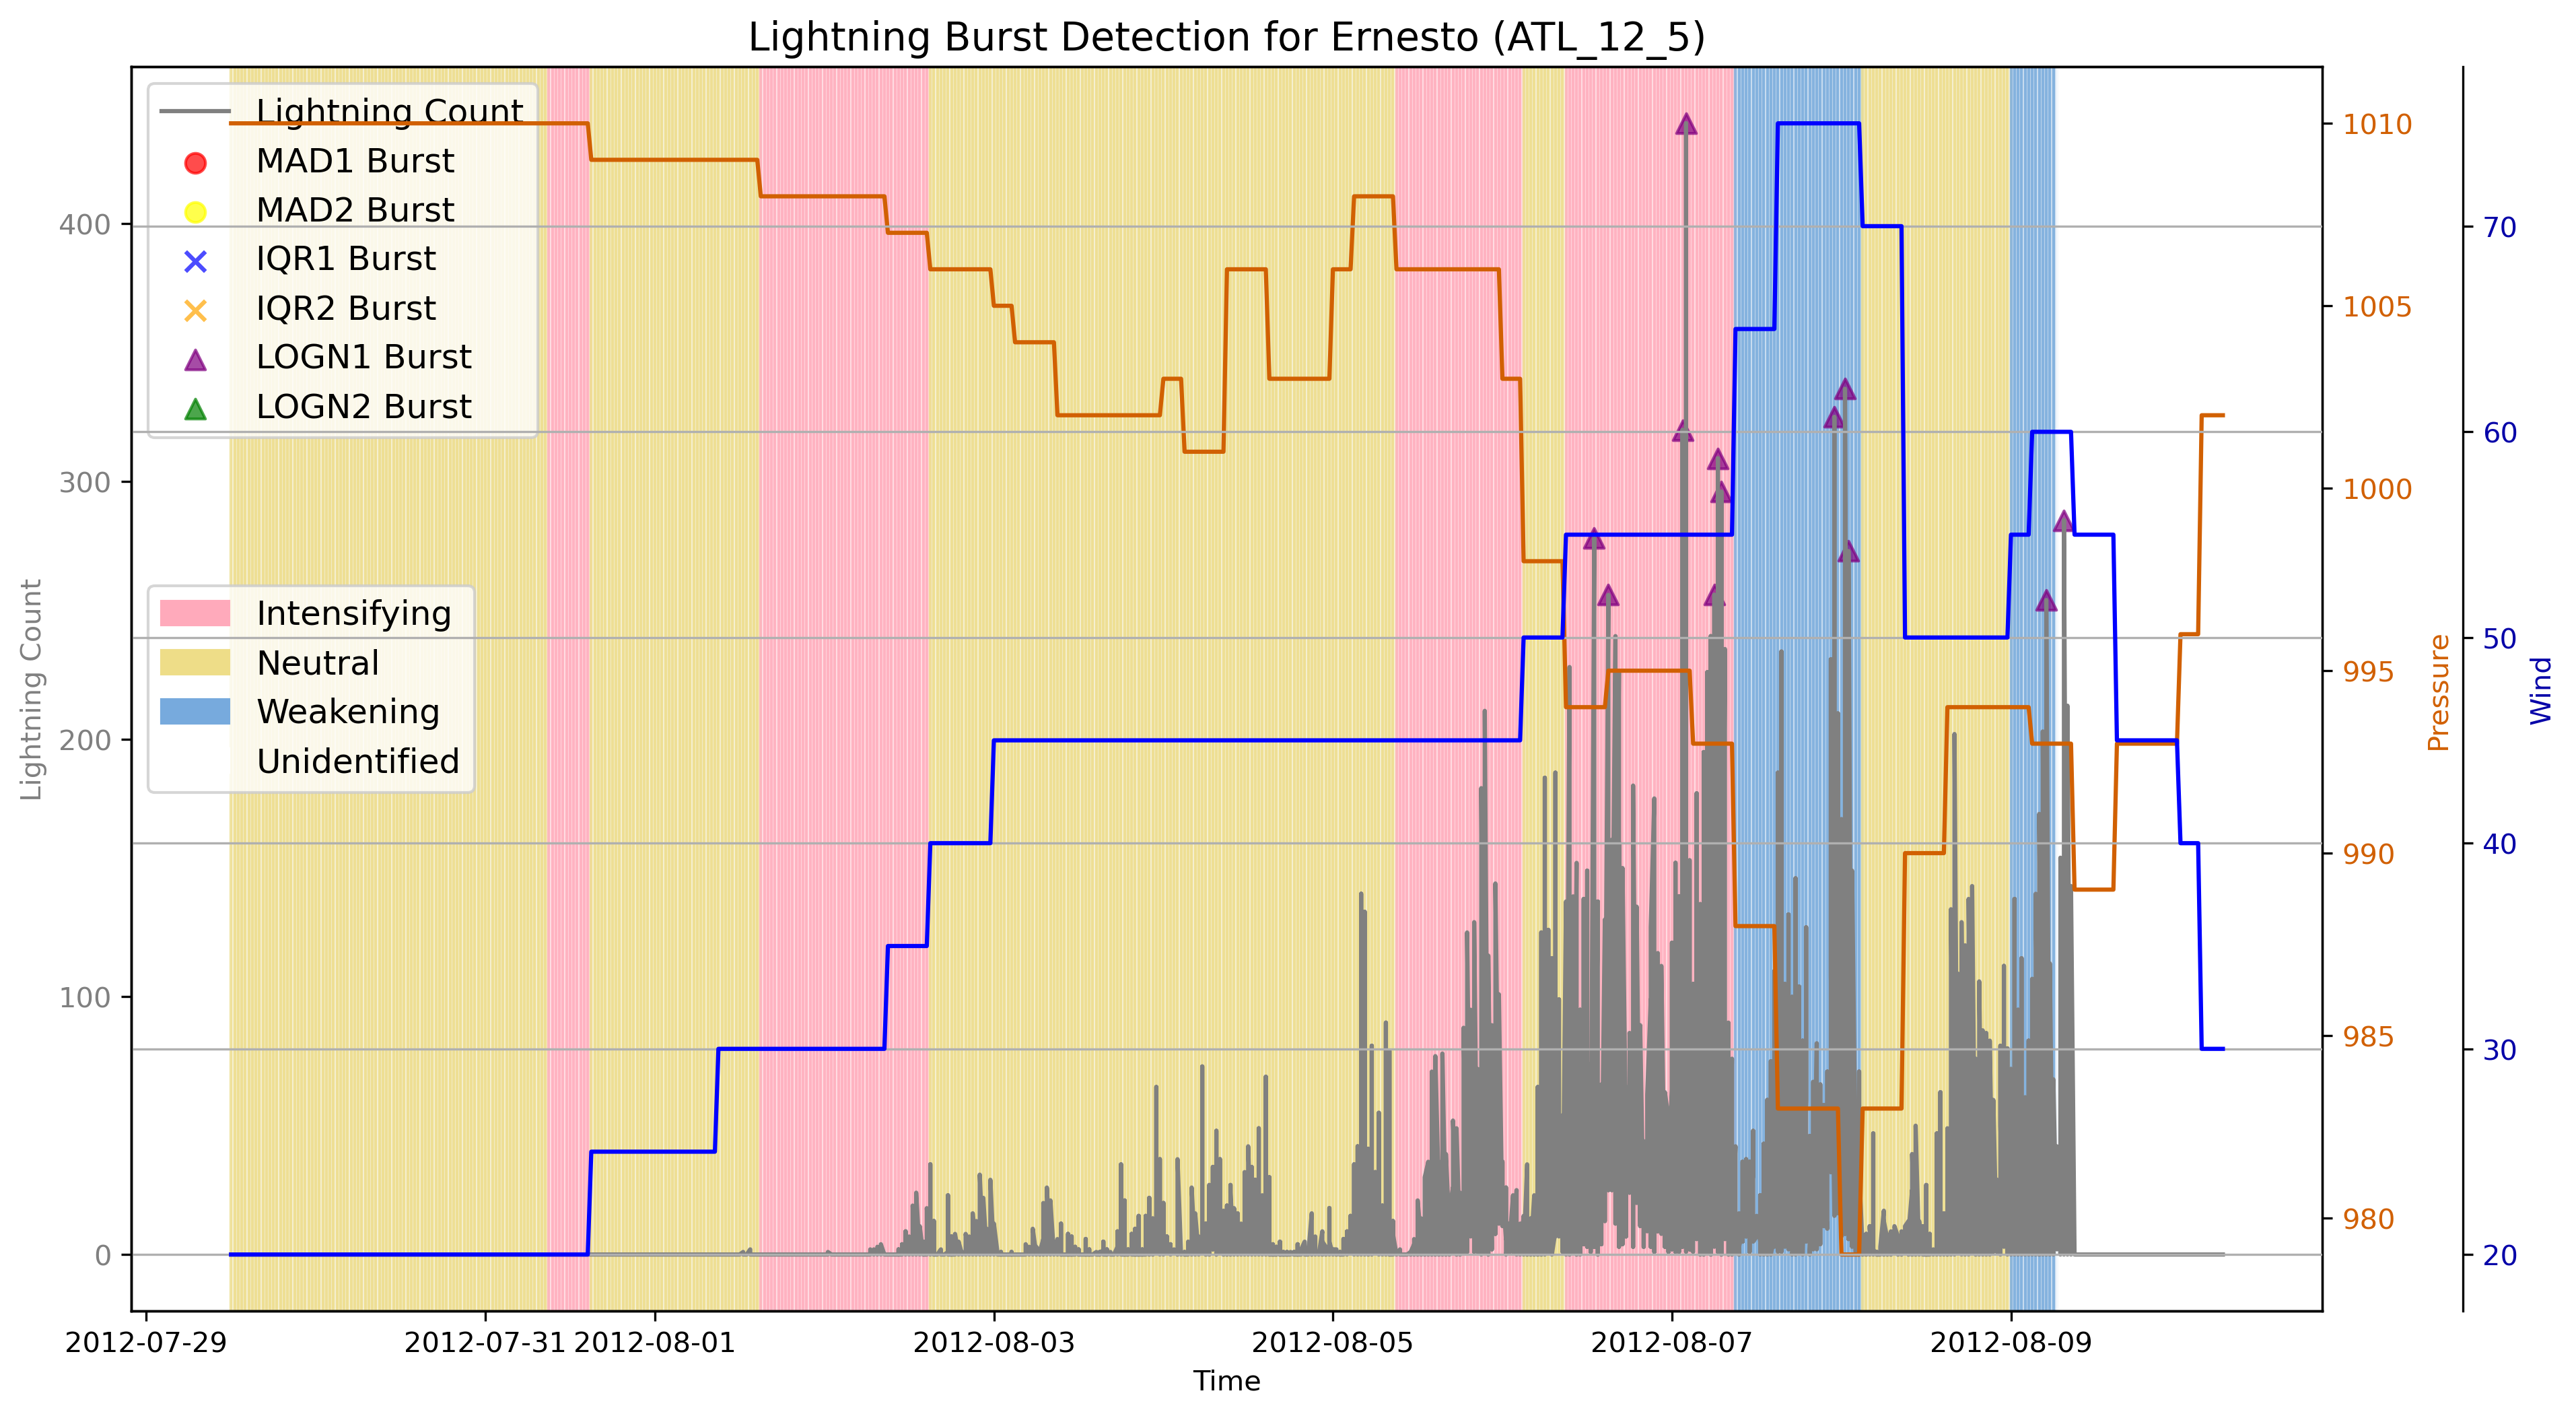 Lightning Burst Detection for Ernesto (ATL_12_5)
Lightning Count
MAD1 Burst
MAD2 Burst
IQR1 Burst
IQR2 Burst
LOGN1 Burst
LOGN2 Burst
Intensifying
Neutral
Weakening
Unidentified
Lightning Count
400
300
200
100
0
1010
1005
1000
995
990
985
980
Pressure
70
60
50
40
30
20
Wind
2012-07-29 2012-07-31 2012-08-01 2012-08-03 2012-08-05 2012-08-07 2012-08-09
Time